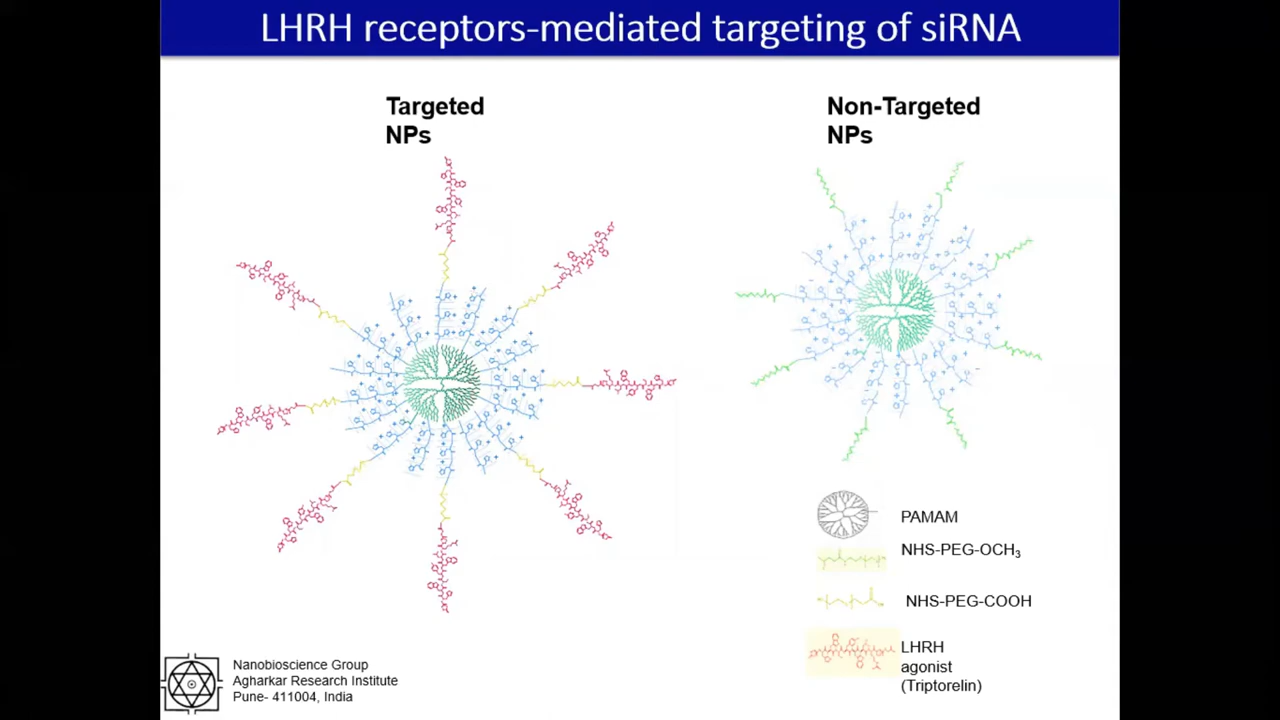 LHRH receptors-mediated targeting of siRNA
Targeted
NPs
Non-Targeted
NPs
PAMAM
NHS-PEG-OCH₃
NHS-PEG-COOH
LHRH
agonist
(Triptorelin)
Nanobioscience Group
Agharkar Research Institute
Pune- 411004, India